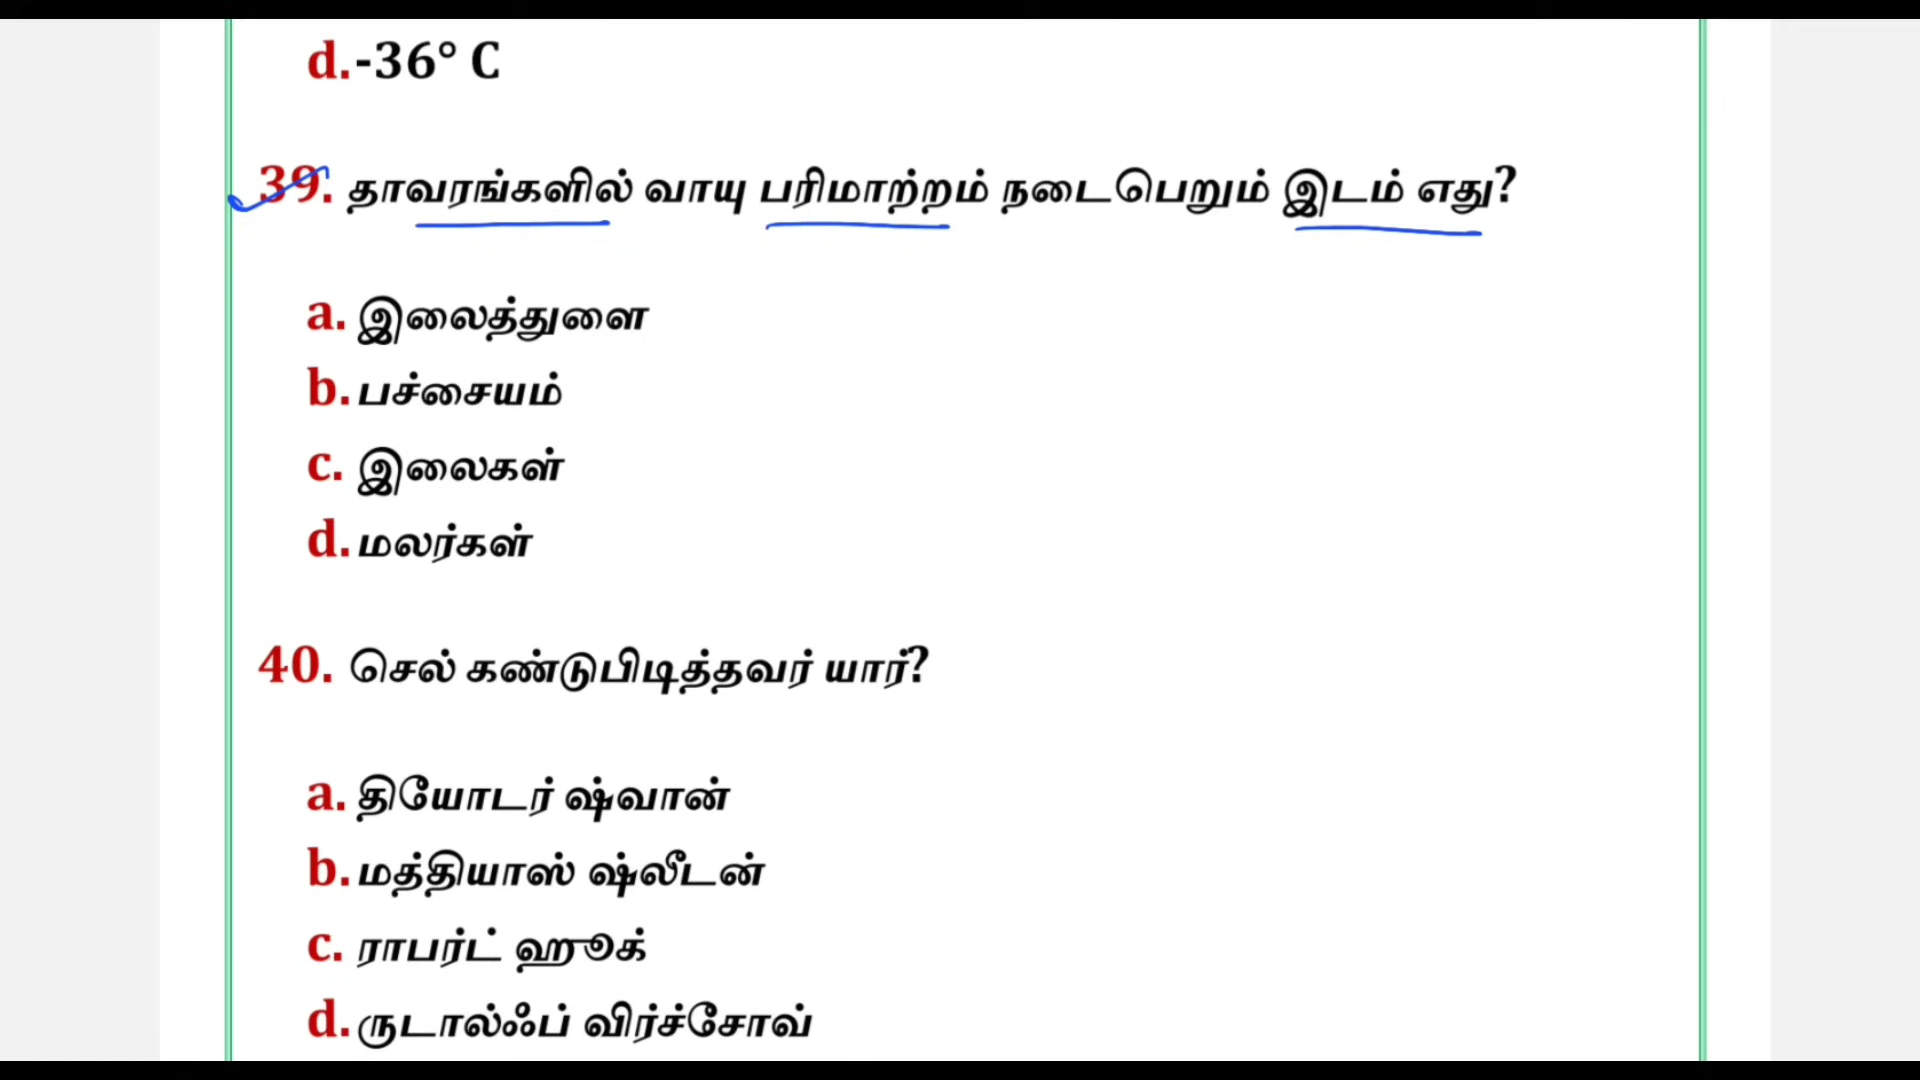 d.-36° C
39. தாவரங்களில் வாயு பரிமாற்றம் நடைபெறும் இடம் எது?
a. இலைத்துளை
b. பச்சையம்
c. இலைகள்
d. மலர்கள்
40. செல் கண்டுபிடித்தவர் யார்?
a. தியோடர் ஷ்வான்
b. மத்தியாஸ் ஷ்லீடன்
c. ராபர்ட் ஹூக்
d. ருடால்ஃப் விர்ச்சோவ்